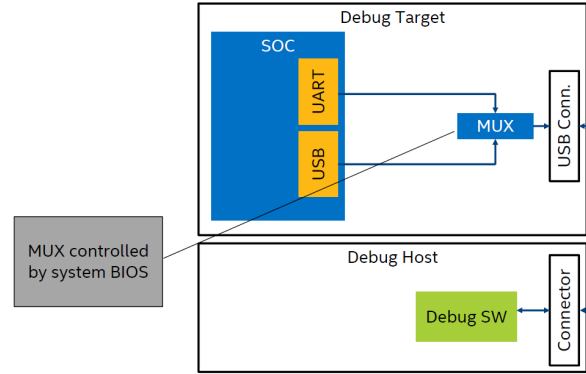 Debug Target
SOC
UART
USB
MUX
USB Conn.
MUX controlled
by system BIOS
Debug Host
Debug SW
Connector